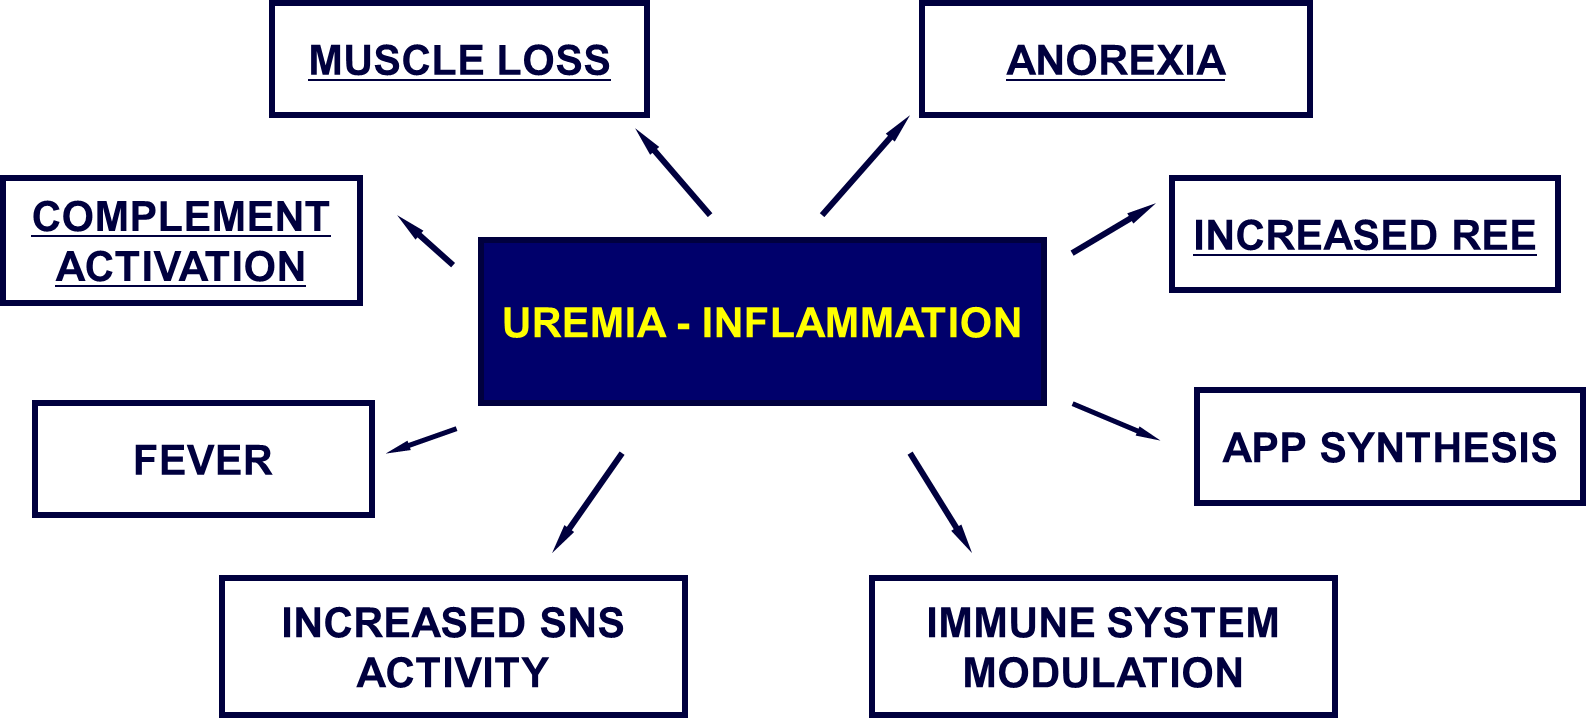 MUSCLE LOSS
ANOREXIA
COMPLEMENT
ACTIVATION
INCREASED REE
UREMIA - INFLAMMATION
FEVER
APP SYNTHESIS
INCREASED SNS
ACTIVITY
IMMUNE SYSTEM
MODULATION